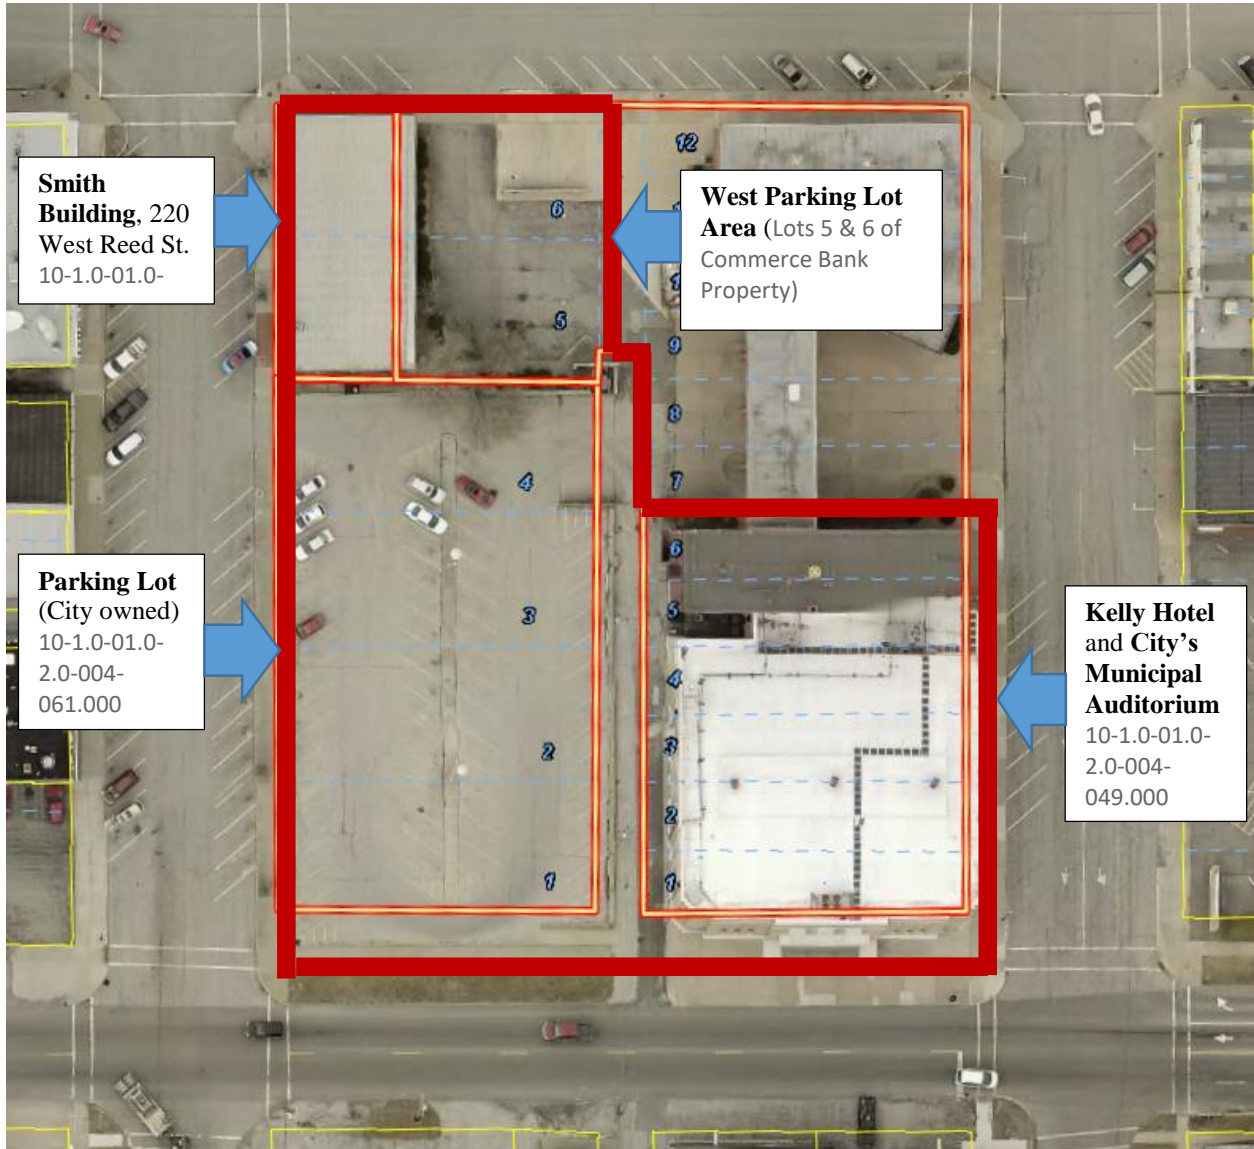 Smith
Building, 220
West Reed St.
10-1.0-01.0-
West Parking Lot
Area (Lots 5 & 6 of
Commerce Bank
Property)
Parking Lot
(City owned)
10-1.0-01.0-
2.0-004-
061.000
Kelly Hotel
and City's
Municipal
Auditorium
10-1.0-01.0-
2.0-004-
049.000
6
5
4
3
2
1
12
9
8
7
6
5
4
3
2
1